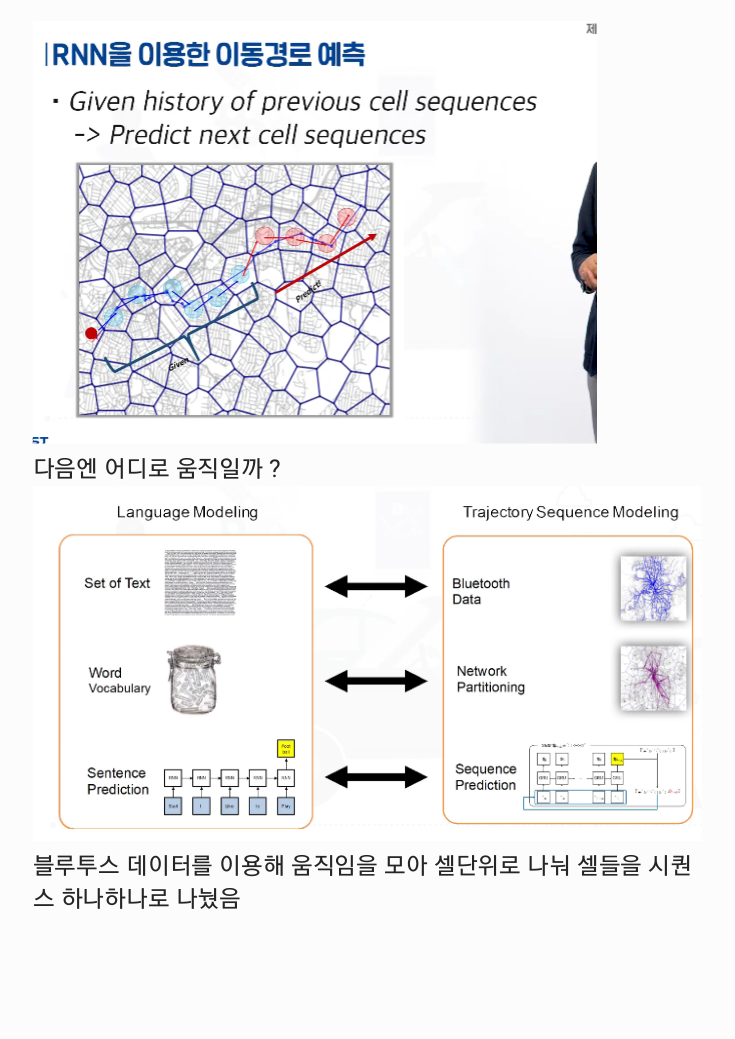 제
RNN을 이용한 이동경로 예측
· Given history of previous cell sequences
-> Predict next cell sequences
Predict!
Given
ST
다음엔 어디로 움직일까 ?
Language Modeling
Trajectory Sequence Modeling
Set of Text
Bluetooth
Data
Word
Vocabulary
Network
Partitioning
Sentence
Prediction
RNN RNN RNN RNN RNN
I like to Play
Sequence
Prediction
블루투스 데이터를 이용해 움직임을 모아 셀단위로 나눠 셀들을 시퀀
스 하나하나로 나눴음